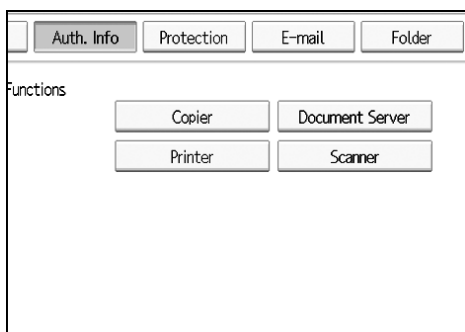 Auth. Info Protection E-mail Folder
Functions
Copier Document Server
Printer Scanner